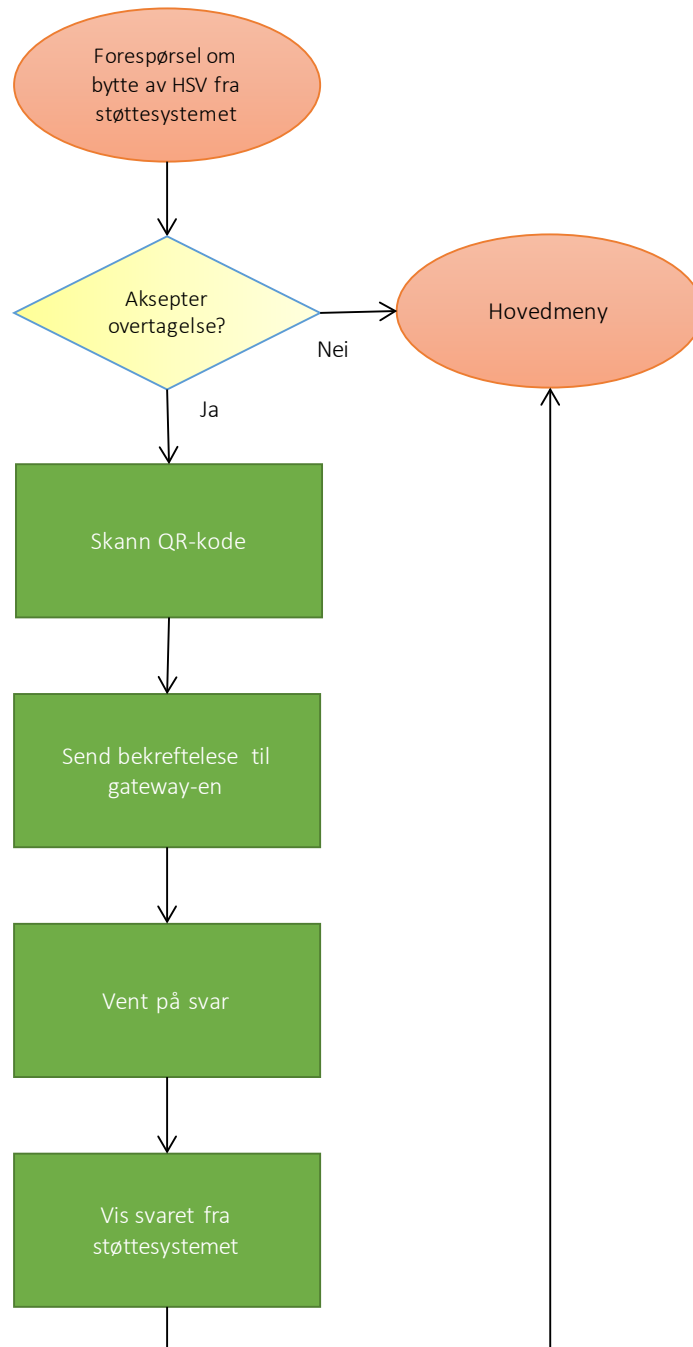 Forespørsel om
bytte av HSV fra
støttesystemet
Aksepter
overtagelse?
Nei
Hovedmeny
Ja
Skann QR-kode
Send bekreftelese til
gateway-en
Vent på svar
Vis svaret fra
støttesystemet